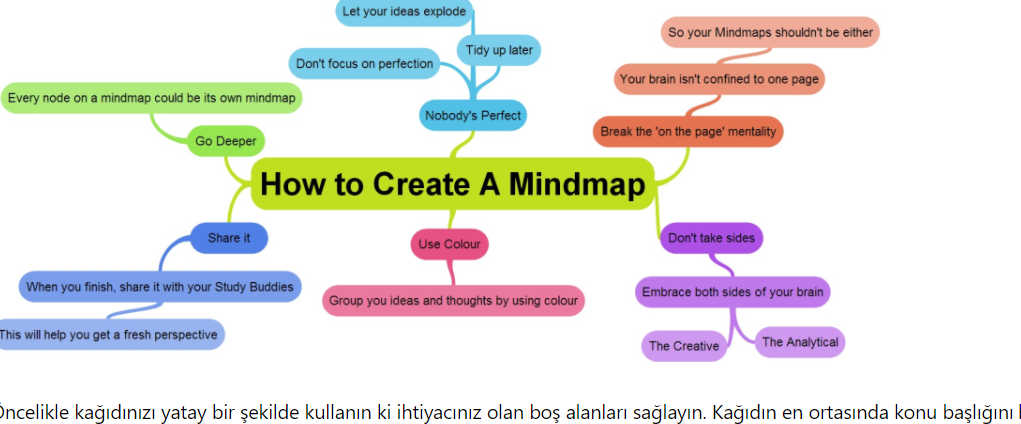 Let your ideas explode
Tidy up later
Don't focus on perfection
Nobody's Perfect
So your Mindmaps shouldn't be either
Your brain isn't confined to one page
Break the 'on the page' mentality
Every node on a mindmap could be its own mindmap
Go Deeper
How to Create A Mindmap
Share it
When you finish, share it with your Study Buddies
This will help you get a fresh perspective
Use Colour
Group you ideas and thoughts by using colour
Don't take sides
Embrace both sides of your brain
The Creative
The Analytical
Öncelikle kağıdınızı yatay bir şekilde kullanın ki ihtiyacınız olan boş alanları sağlayın. Kağıdın en ortasında konu başlığını